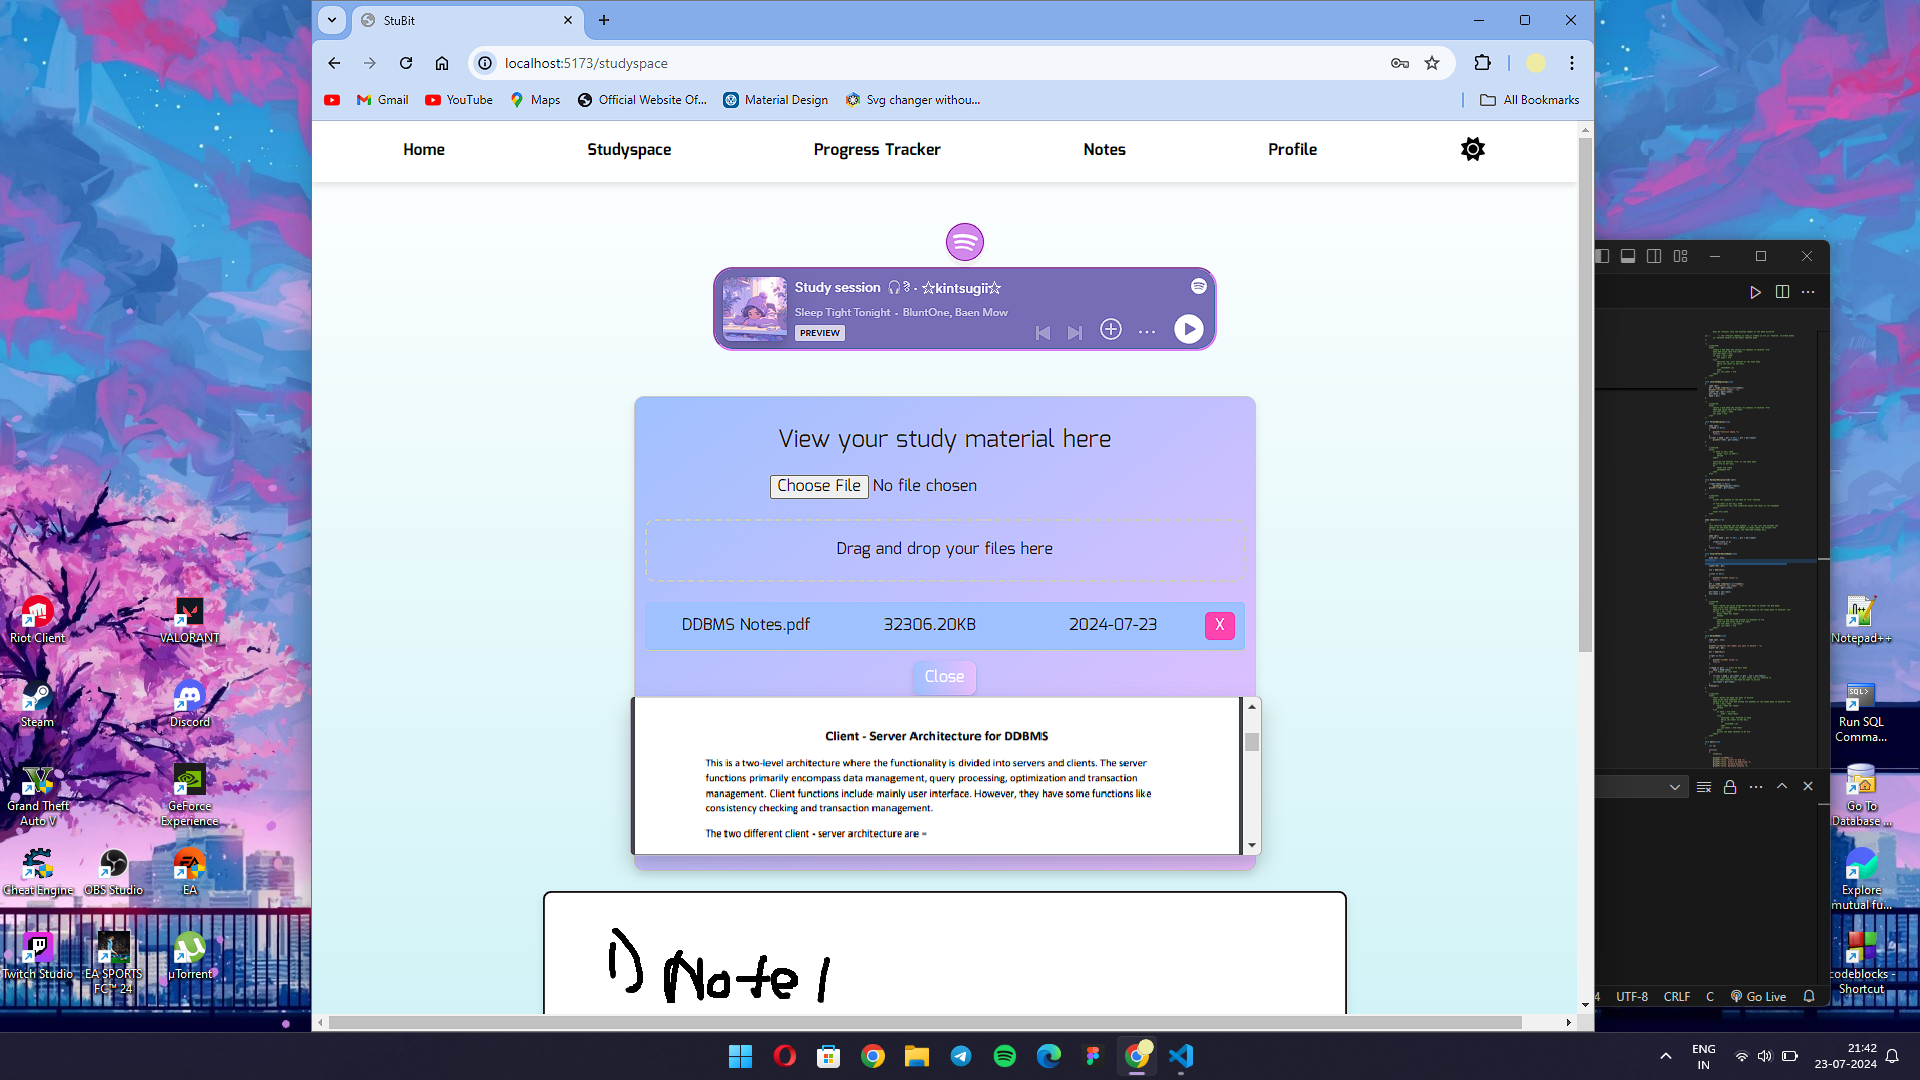 StuBit
localhost:5173/studyspace
Gmail
YouTube
Maps
Official Website Of...
Material Design
Svg changer withou...
All Bookmarks
Home
Studyspace
Progress Tracker
Notes
Profile
Study session 🎧 ꒱ · ☆kintsugii☆
Sleep Tight Tonight · BluntOne, Baen Mow
PREVIEW
View your study material here
Choose File No file chosen
Drag and drop your files here
DDBMS Notes.pdf 32306.20KB 2024-07-23 X
Close
Client - Server Architecture for DDBMS
This is a two-level architecture where the functionality is divided into servers and clients. The server
functions primarily encompass data management, query processing, optimization and transaction
management. Client functions include mainly user interface. However, they have some functions like
consistency checking and transaction management.
The two different client - server architecture are –
1) Note 1
Riot Client
VALORANT
Steam
Discord
Grand Theft
Auto V
GeForce
Experience
Cheat Engine
OBS Studio
EA
Twitch Studio
EA SPORTS
FC™ 24
µTorrent
Notepad++
SQL>
Run SQL
Comma...
Go To
Database ...
Explore
mutual fu...
codeblocks -
Shortcut
4 UTF-8 CRLF C Go Live
ENG
IN
21:42
23-07-2024